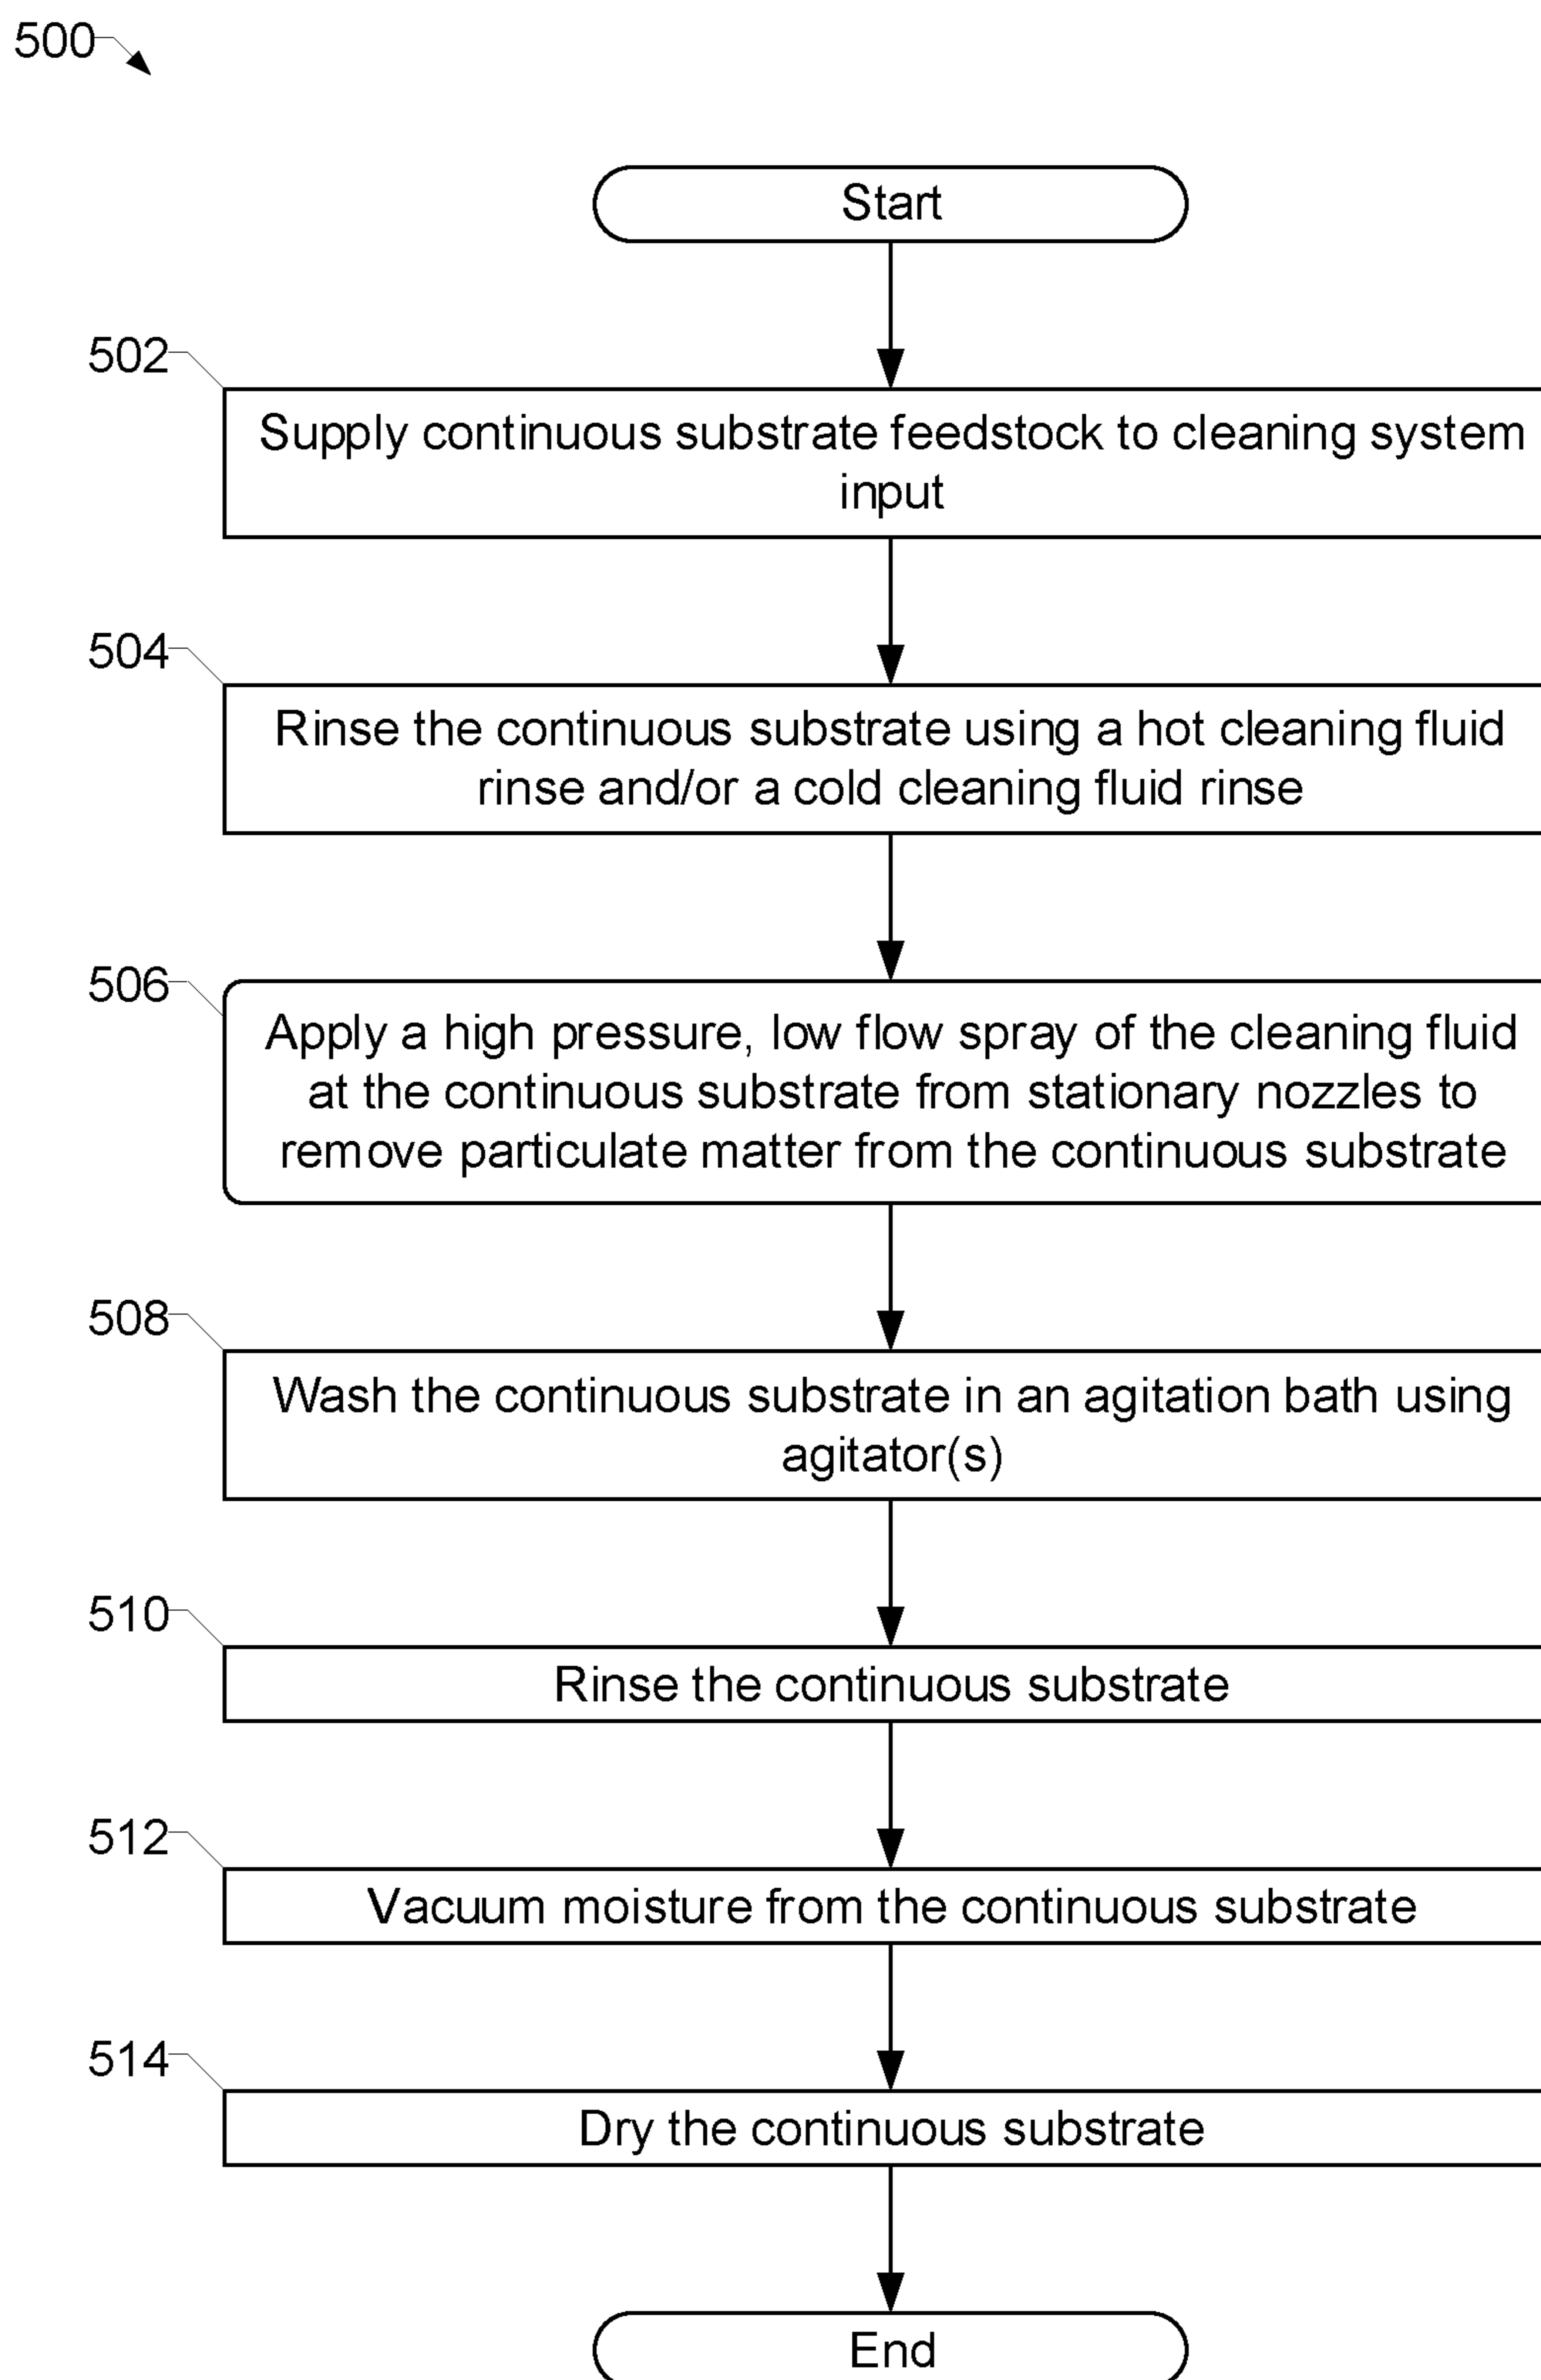 500
Start
502
Supply continuous substrate feedstock to cleaning system
input
504
Rinse the continuous substrate using a hot cleaning fluid
rinse and/or a cold cleaning fluid rinse
506
Apply a high pressure, low flow spray of the cleaning fluid
at the continuous substrate from stationary nozzles to
remove particulate matter from the continuous substrate
508
Wash the continuous substrate in an agitation bath using
agitator(s)
510
Rinse the continuous substrate
512
Vacuum moisture from the continuous substrate
514
Dry the continuous substrate
End